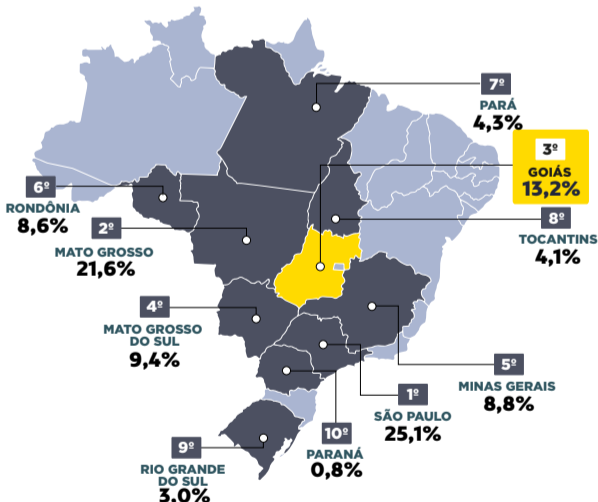 7º
PARÁ
4,3%
3º
GOIÁS
13,2%
6º
RONDÔNIA
8,6%
2º
MATO GROSSO
21,6%
8º
TOCANTINS
4,1%
4º
MATO GROSSO
DO SUL
9,4%
5º
MINAS GERAIS
8,8%
1º
SÃO PAULO
25,1%
10º
PARANÁ
0,8%
9º
RIO GRANDE
DO SUL
3,0%